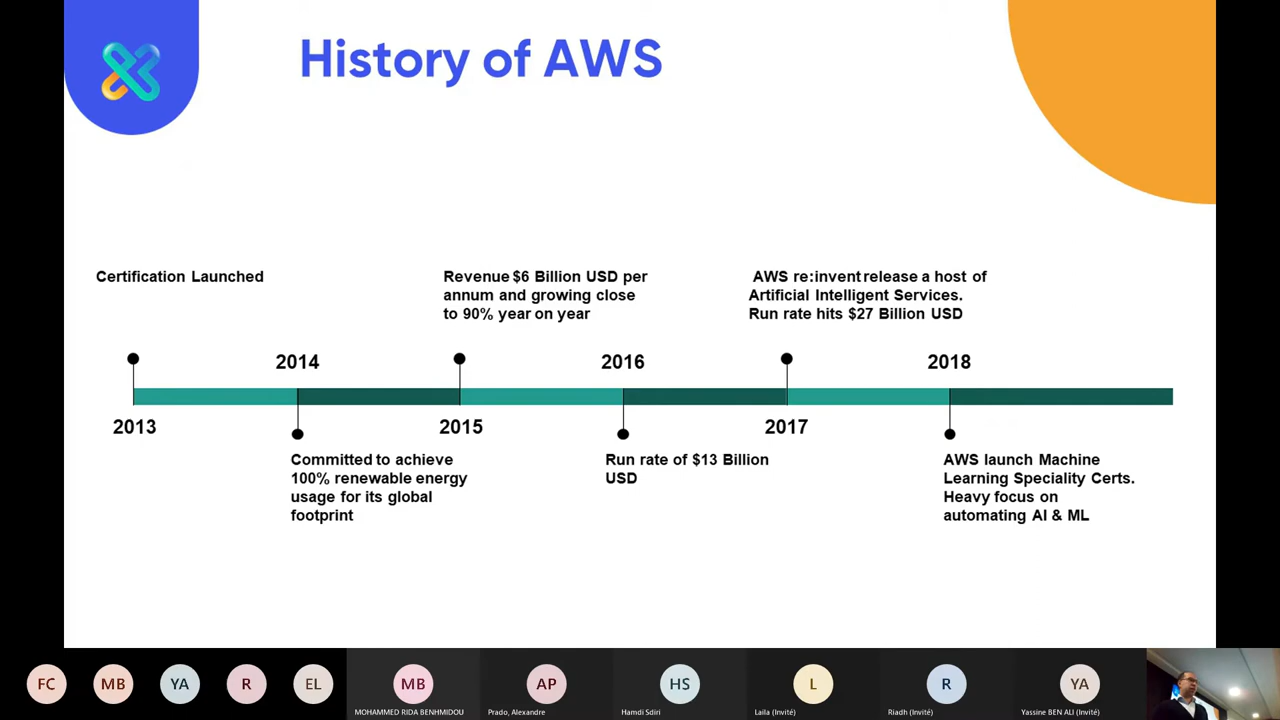 History of AWS
Certification Launched
Revenue $6 Billion USD per
annum and growing close
to 90% year on year
AWS re:invent release a host of
Artificial Intelligent Services.
Run rate hits $27 Billion USD
2014
2016
2018
2013
2015
2017
Committed to achieve
100% renewable energy
usage for its global
footprint
Run rate of $13 Billion
USD
AWS launch Machine
Learning Speciality Certs.
Heavy focus on
automating AI & ML
FC
MB
YA
R
EL
MB
AP
HS
L
R
YA
MOHAMMED RIDA BENHMIDOU
Prado, Alexandre
Hamdi Sdiri
Laila (Invité)
Riadh (Invité)
Yassine BEN ALI (Invité)